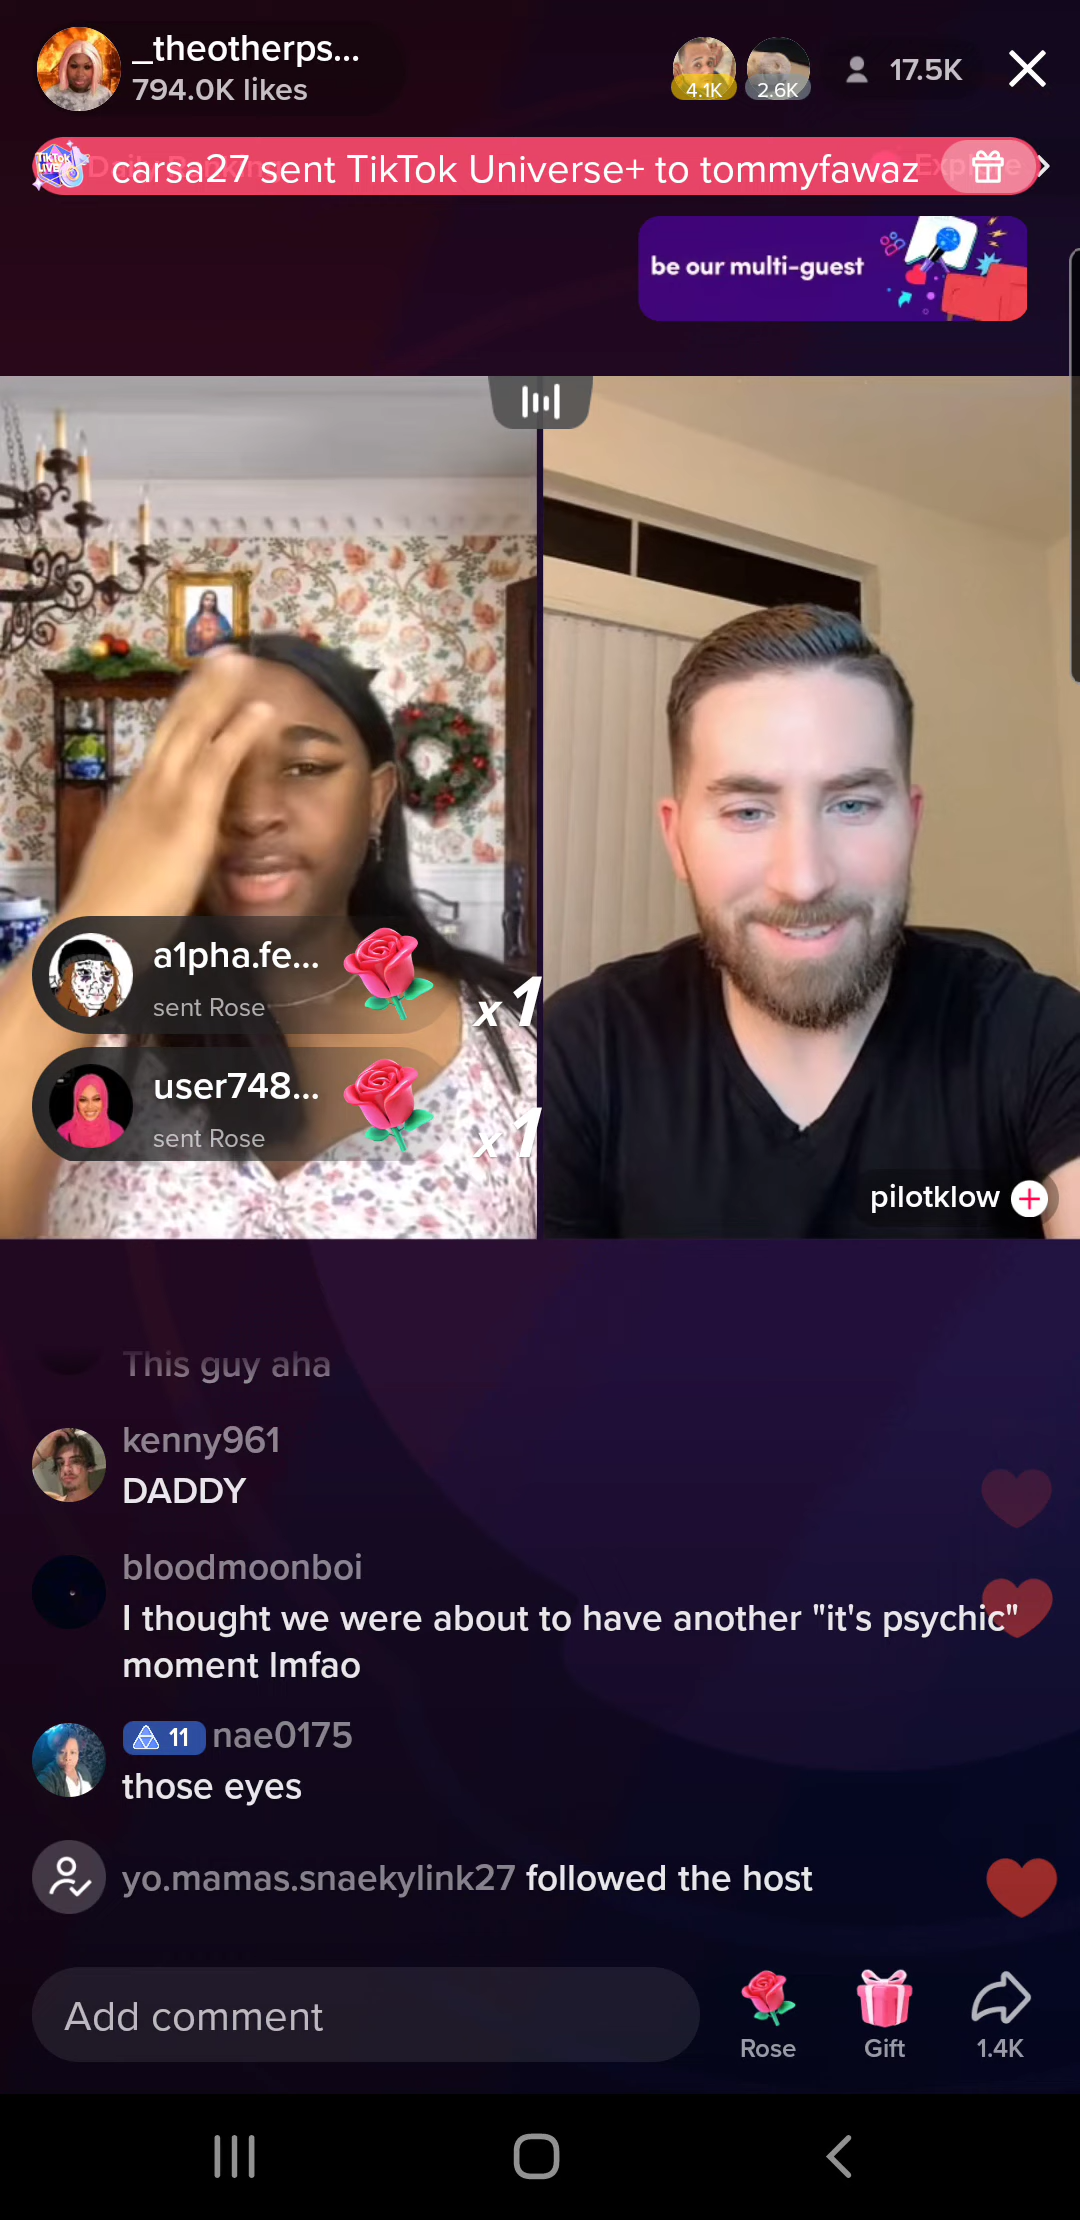 _theotherps...
794.0K likes
4.1K
2.6K
17.5K
TikTok
LIVE
carsa27 sent TikTok Universe+ to tommyfawaz
be our multi-guest
a1pha.fe...
sent Rose
x1
user748...
sent Rose
x1
pilotklow
This guy aha
kenny961
DADDY
bloodmoonboi
I thought we were about to have another "it's psychic"
moment lmfao
11 nae0175
those eyes
yo.mamas.snaekylink27 followed the host
Add comment
Rose
Gift
1.4K